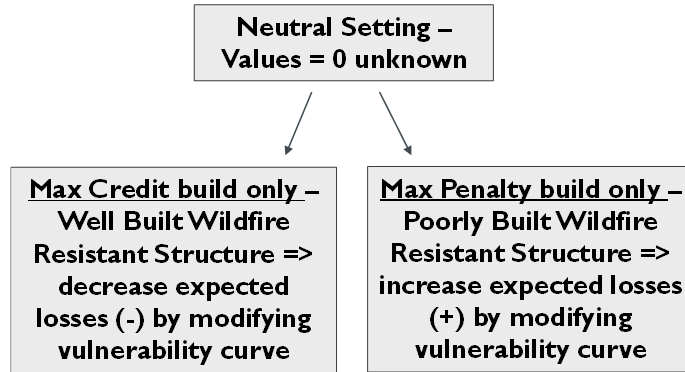 Neutral Setting –
Values = 0 unknown
Max Credit build only –
Well Built Wildfire
Resistant Structure =>
decrease expected
losses (-) by modifying
vulnerability curve
Max Penalty build only –
Poorly Built Wildfire
Resistant Structure =>
increase expected losses
(+) by modifying
vulnerability curve